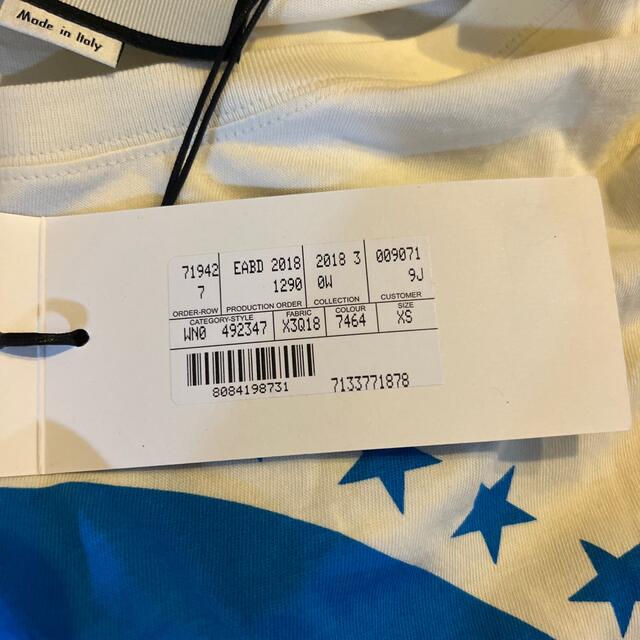 Made in Italy
71942 EABD 2018 2018 3 009071
7 1290 0W 9J
ORDER-ROW PRODUCTION ORDER COLLECTION CUSTOMER
CATEGORY-STYLE FABRIC COLOUR SIZE
WN0 492347 X3Q18 7464 XS
8084198731 7133771878